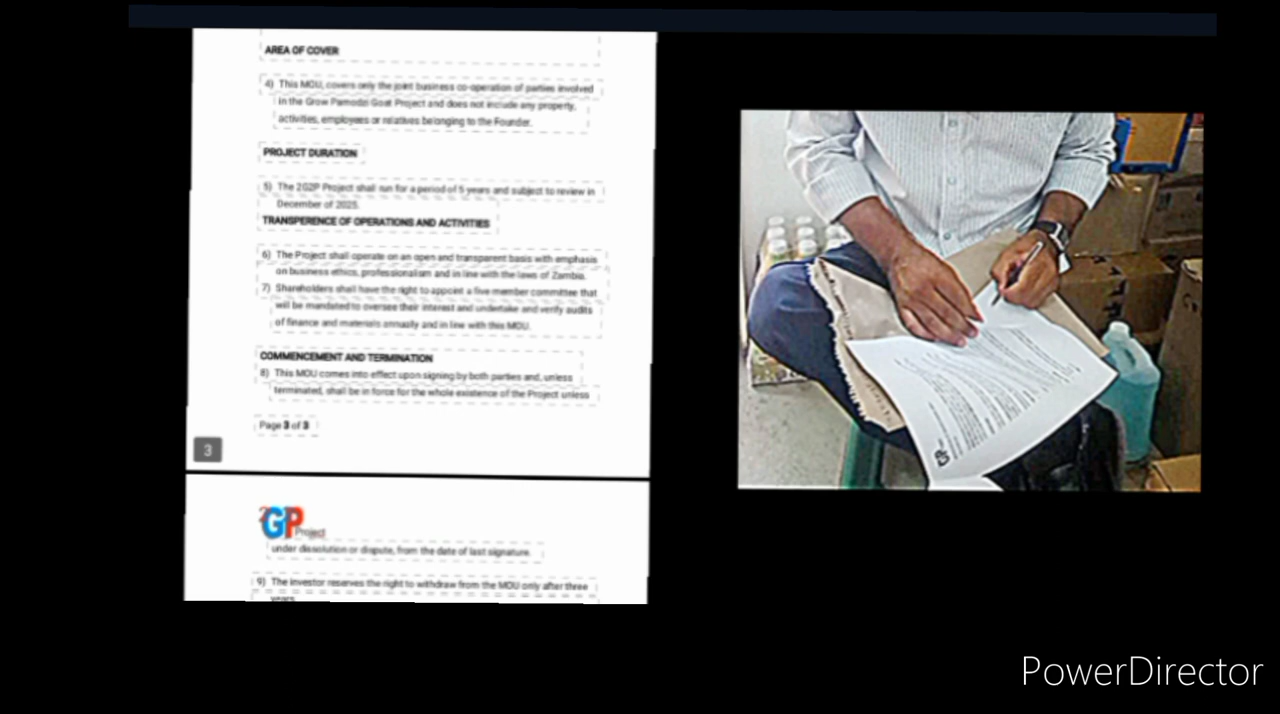 AREA OF COVER
4) This MOU, covers only the joint business co-operation of parties involved
in the Grow Pamodzi Goat Project and does not include any property,
activities, employees or relatives belonging to the Founder.
PROJECT DURATION
5) The 2G2P Project shall run for a period of 5 years and subject to review in
December of 2025.
TRANSPERENCE OF OPERATIONS AND ACTIVITIES
6) The Project shall operate on an open and transparent basis with emphasis
on business ethics, professionalism and in line with the laws of Zambia.
7) Shareholders shall have the right to appoint a five member committee that
will be mandated to oversee their interest and undertake and verify audits
of finance and materials annually and in line with this MOU.
COMMENCEMENT AND TERMINATION
8) This MOU comes into effect upon signing by both parties and, unless
terminated, shall be in force for the whole existence of the Project unless
Page 3 of 3
3
GP Project
under dissolution or dispute, from the date of last signature.
9) The investor reserves the right to withdraw from the MOU only after three
years
PowerDirector